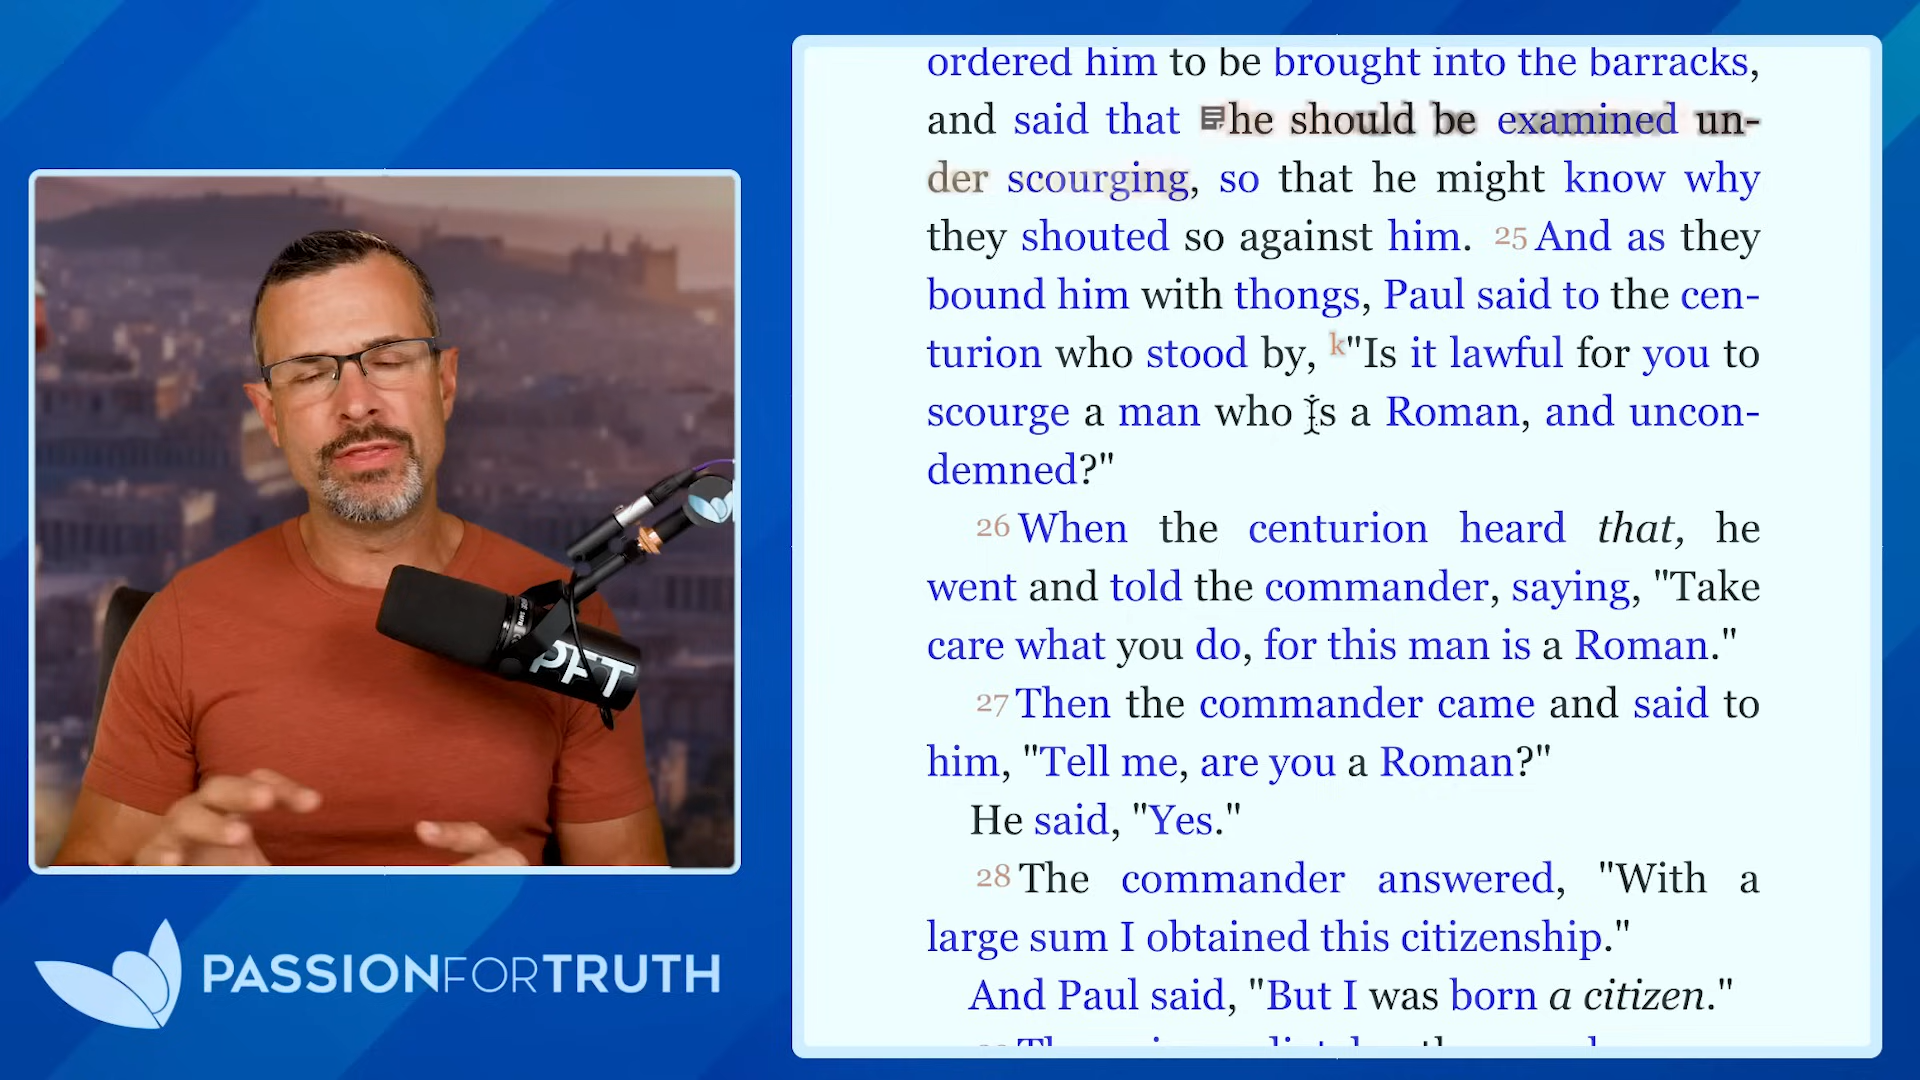 ordered him to be brought into the barracks,
and said that he should be examined un-
der scourging, so that he might know why
they shouted so against him. 25 And as they
bound him with thongs, Paul said to the cen-
turion who stood by, k"Is it lawful for you to
scourge a man who is a Roman, and uncon-
demned?"
26 When the centurion heard that, he
went and told the commander, saying, "Take
care what you do, for this man is a Roman."
27 Then the commander came and said to
him, "Tell me, are you a Roman?"
He said, "Yes."
28 The commander answered, "With a
large sum I obtained this citizenship."
And Paul said, "But I was born a citizen."
PFT
PASSIONFORTRUTH